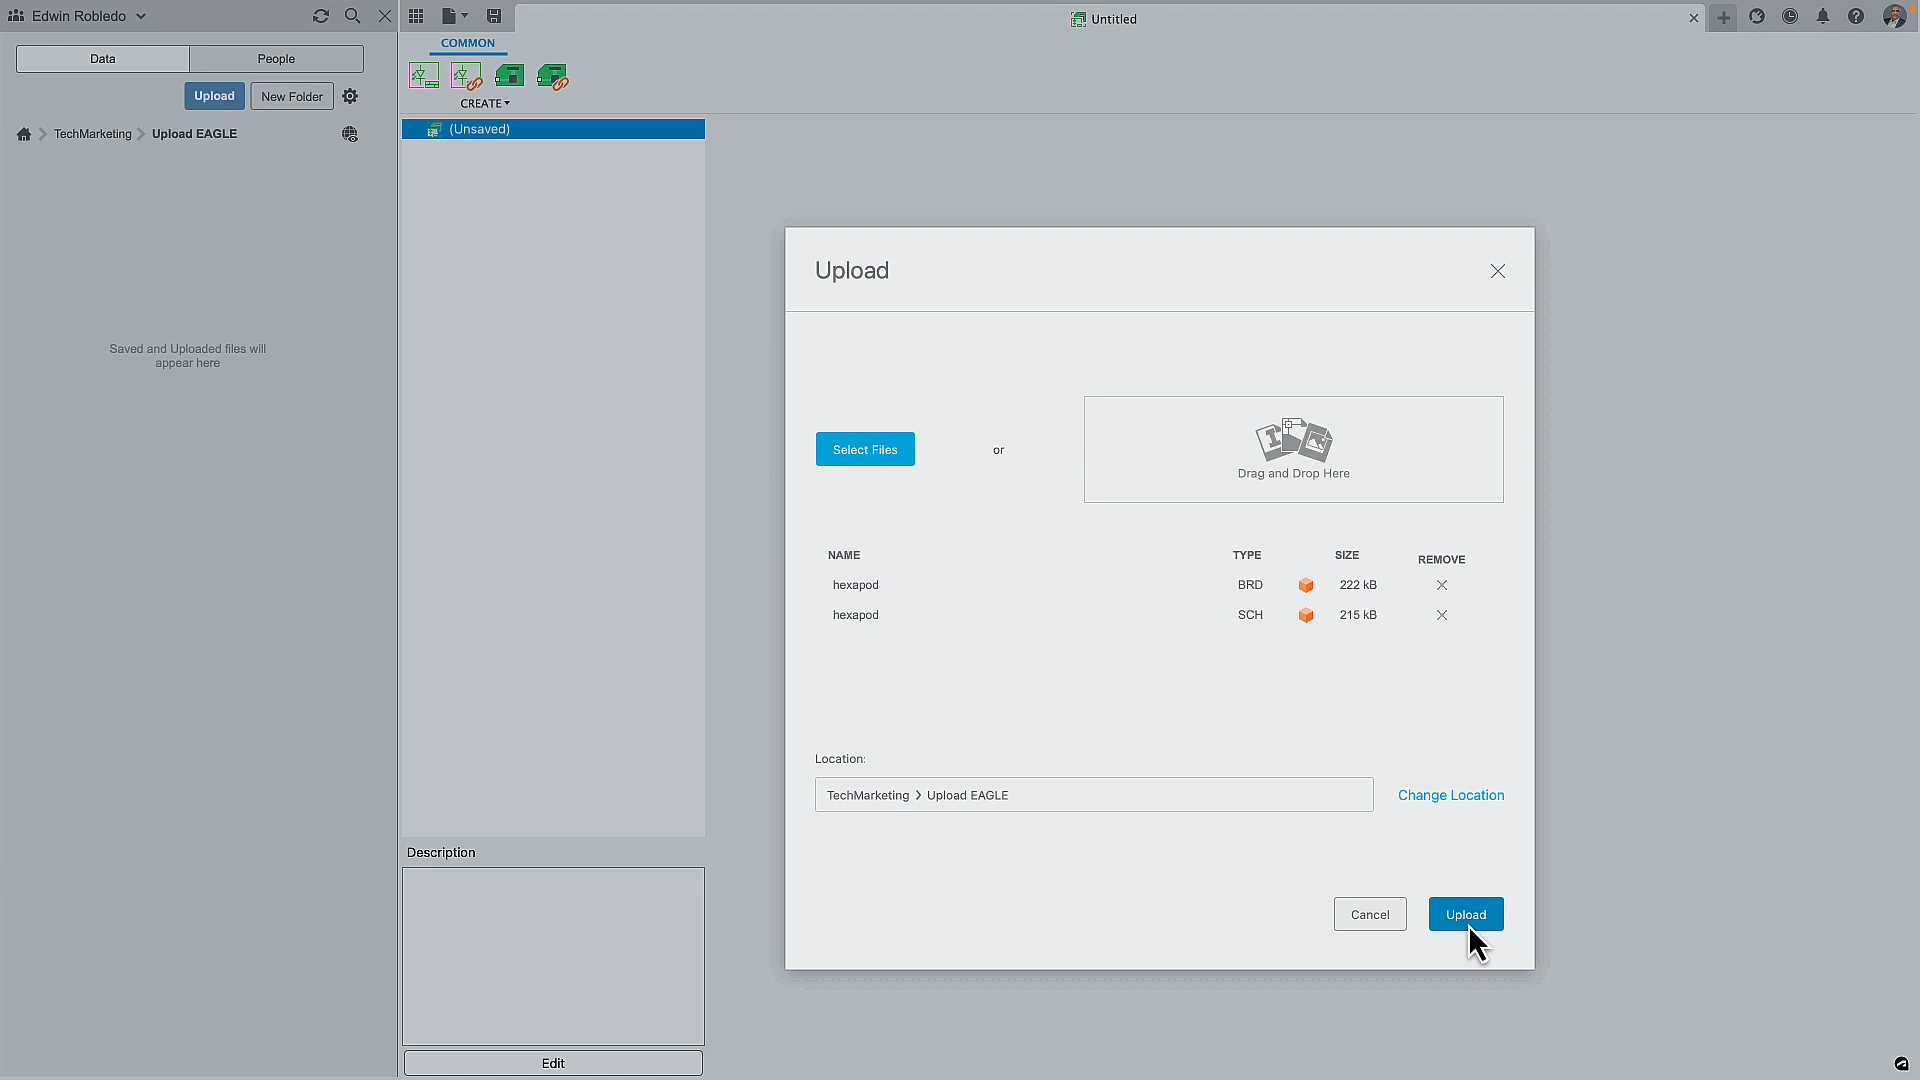 Edwin Robledo
Untitled
Data
People
COMMON
Upload
New Folder
CREATE
TechMarketing
Upload EAGLE
(Unsaved)
Saved and Uploaded files will
appear here
Upload
Select Files
or
Drag and Drop Here
NAME
TYPE
SIZE
REMOVE
hexapod
BRD
222 kB
hexapod
SCH
215 kB
Location:
TechMarketing > Upload EAGLE
Change Location
Cancel
Upload
Description
Edit